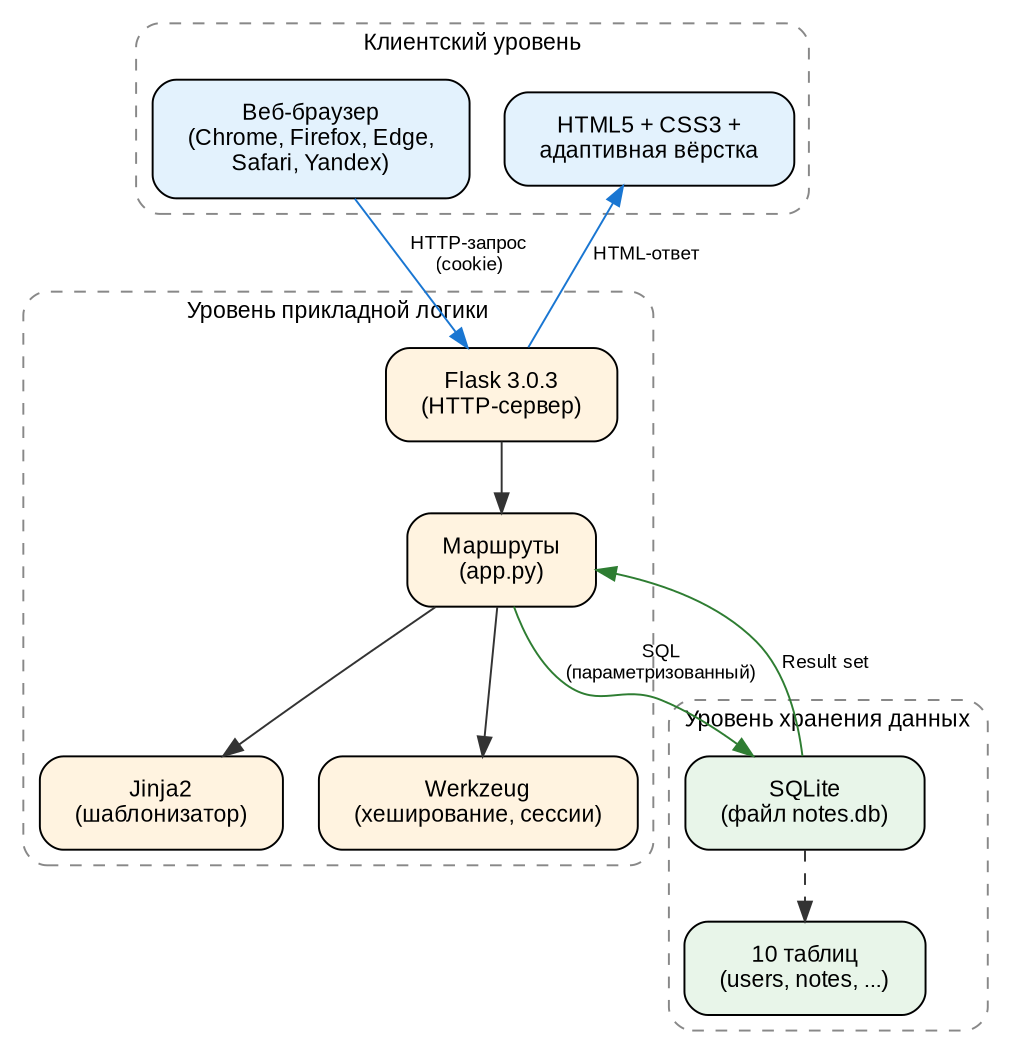 Клиентский уровень
Веб-браузер
(Chrome, Firefox, Edge,
Safari, Yandex)
HTML5 + CSS3 +
адаптивная вёрстка
HTTP-запрос
(cookie)
HTML-ответ
Уровень прикладной логики
Flask 3.0.3
(HTTP-сервер)
Маршруты
(app.py)
SQL
(параметризованный)
Result set
Уровень хранения данных
Jinja2
(шаблонизатор)
Werkzeug
(хеширование, сессии)
SQLite
(файл notes.db)
10 таблиц
(users, notes, ...)